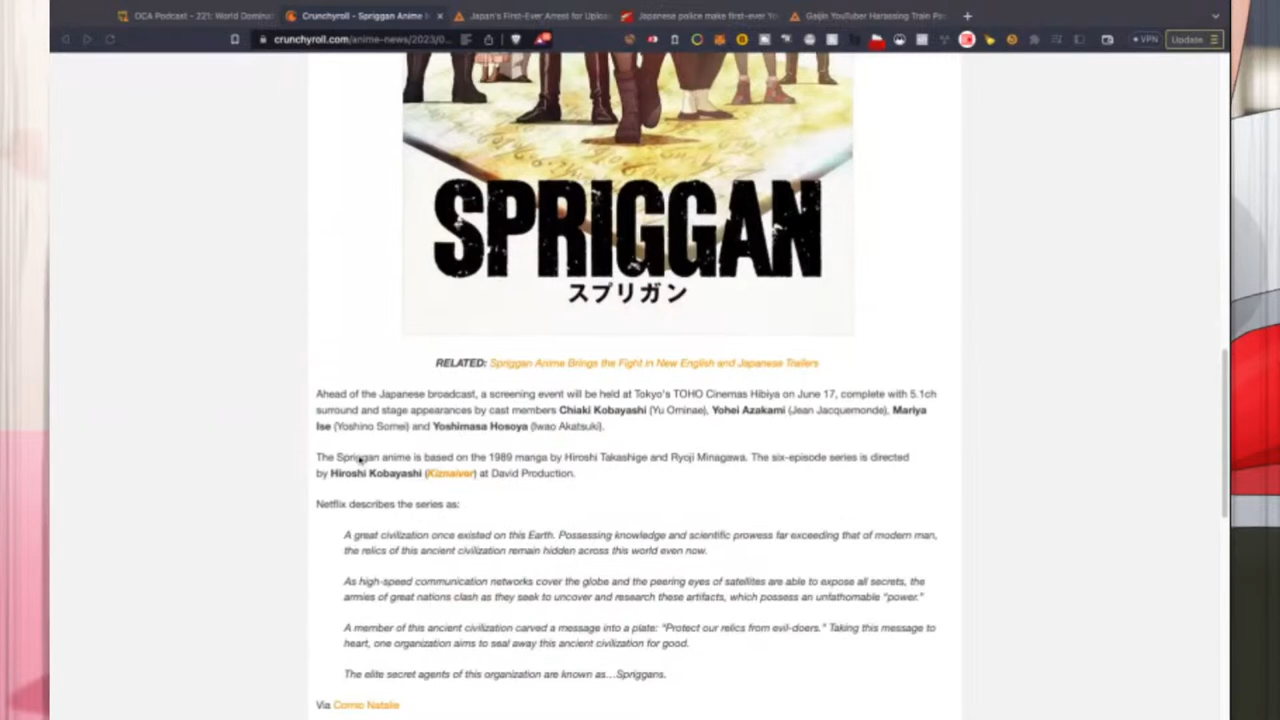 OCA Podcast - 221: World Domina
Crunchyroll - Spriggan Anime
Japan's First-Ever Arrest for Uploa
Japanese police make first-ever Yo
Gaijin YouTuber Harassing Train Pa
crunchyroll.com/anime-news/2023/0...
VPN
Update
SPRIGGAN
スプリガン
RELATED: Spriggan Anime Brings the Fight in New English and Japanese Trailers
Ahead of the Japanese broadcast, a screening event will be held at Tokyo's TOHO Cinemas Hibiya on June 17, complete with 5.1ch
surround and stage appearances by cast members Chiaki Kobayashi (Yu Ominae), Yohei Azakami (Jean Jacquemonde), Mariya
Ise (Yoshino Somei) and Yoshimasa Hosoya (Iwao Akatsuki).
The Spriggan anime is based on the 1989 manga by Hiroshi Takashige and Ryoji Minagawa. The six-episode series is directed
by Hiroshi Kobayashi (Kiznaiver) at David Production.
Netflix describes the series as:
A great civilization once existed on this Earth. Possessing knowledge and scientific prowess far exceeding that of modern man,
the relics of this ancient civilization remain hidden across this world even now.
As high-speed communication networks cover the globe and the peering eyes of satellites are able to expose all secrets, the
armies of great nations clash as they seek to uncover and research these artifacts, which possess an unfathomable "power."
A member of this ancient civilization carved a message into a plate: "Protect our relics from evil-doers." Taking this message to
heart, one organization aims to seal away this ancient civilization for good.
The elite secret agents of this organization are known as...Spriggans.
Via Comic Natalie